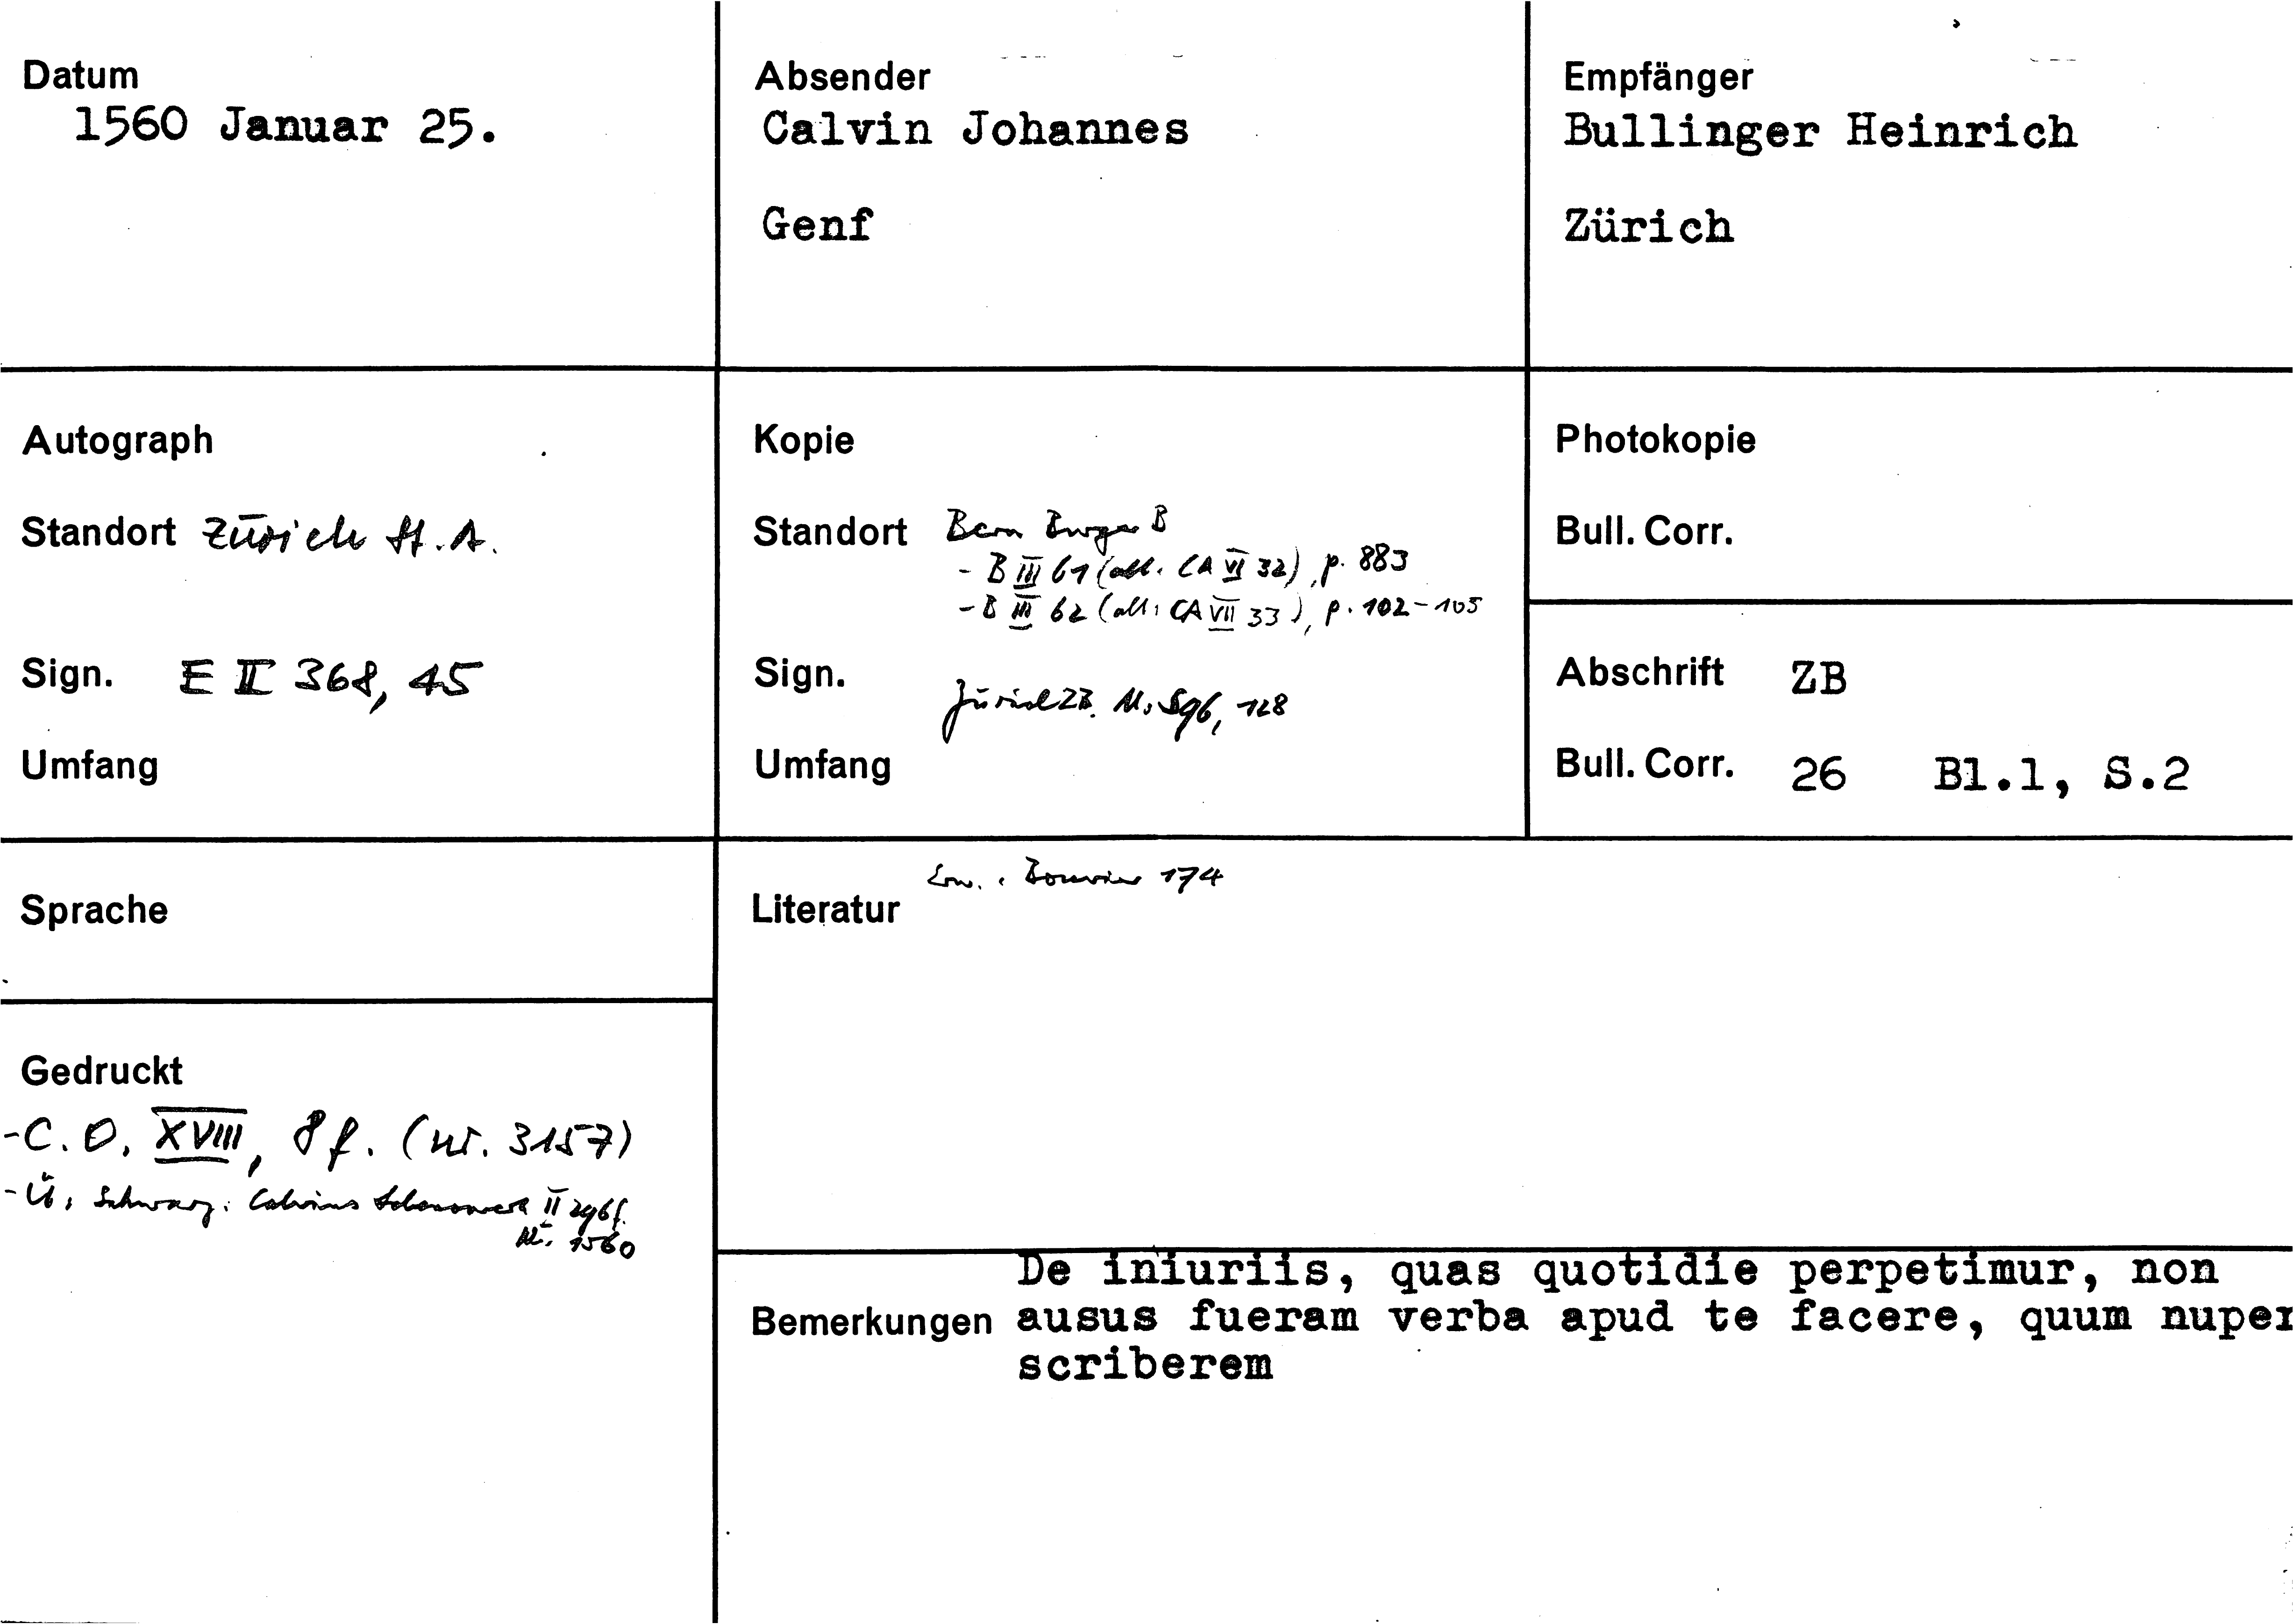 Datum
1560 Januar 25.
Absender
Calvin Johannes
Genf
Empfänger
Bullinger Heinrich
Zürich
Autograph
Standort Zürich St. A.
Sign. E II 368, 45
Umfang
Kopie
Standort Bern Burger B
- B III 61 (alt: CA VI 32), p. 883
- B III 62 (alt: CA VII 33), p. 102-105
Sign.
Zürich ZB. Ms S 96, 128
Umfang
Photokopie
Bull. Corr.
Abschrift ZB
Bull. Corr. 26 Bl.1, S.2
Sprache
Literatur
Erw.: Bouvier 174
Gedruckt
- C. O. XVIII, 8 f. (nr. 3157)
- Ü: Schwarz: Calvins Lebenswerk II 296f.
Nr. 1560
Bemerkungen
De iniuriis, quas quotidie perpetimur, non
ausus fueram verba apud te facere, quum nuper
scriberem